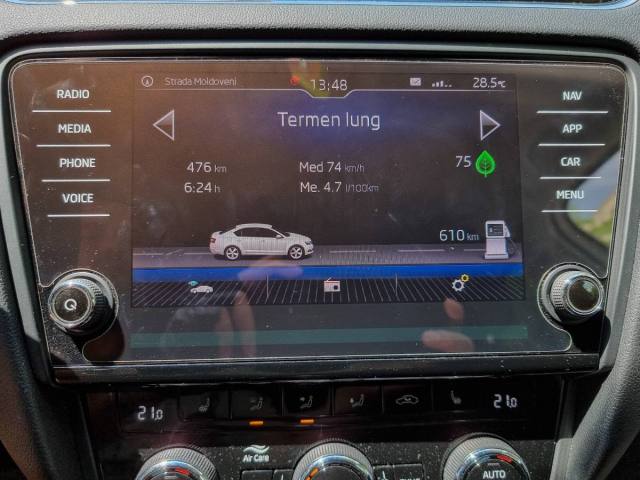 RADIO
MEDIA
PHONE
VOICE
Strada Moldoveni
13:48
28.5°C
Termen lung
476 km
6:24 h
Med 74 km/h
Me. 4.7 l/100km
75
610 km
NAV
APP
CAR
MENU
21.0
21.0
Air Care
AUTO